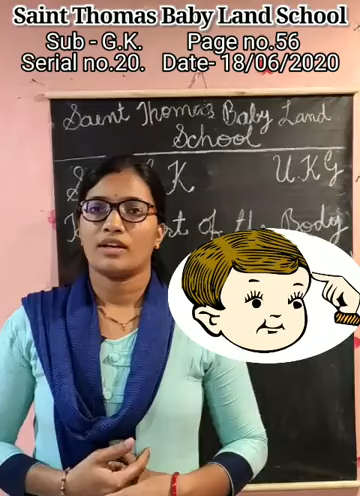 Saint Thomas Baby Land School
Sub - G.K. Page no.56
Serial no.20. Date- 18/06/2020
Saint Thomas's Baby Land
School
K U.K.G
of the Body